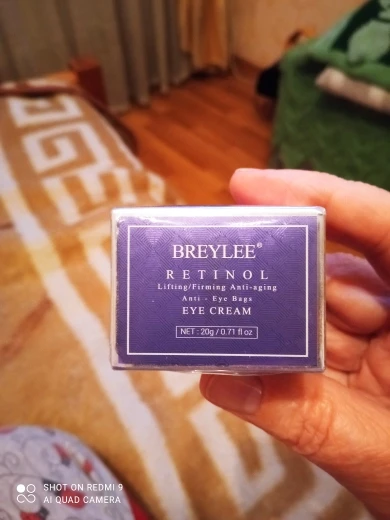 BREYLEE®
RETINOL
Lifting/Firming Anti-aging
Anti - Eye Bags
EYE CREAM
NET : 20g / 0.71 fl oz
SHOT ON REDMI 9
AI QUAD CAMERA